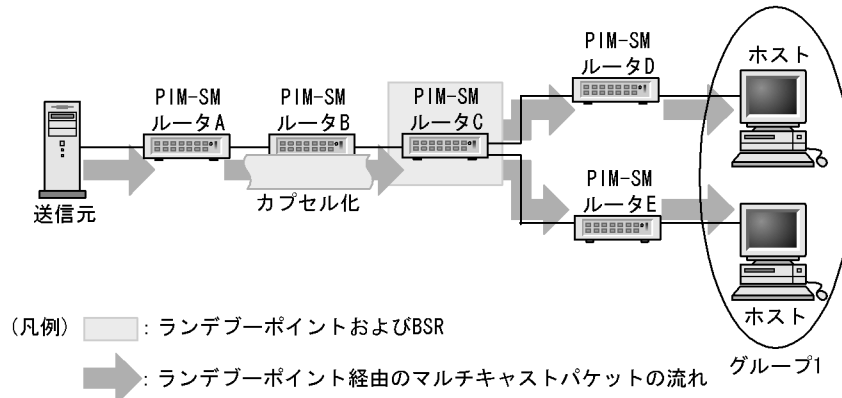 PIM-SM
ルータD
ホスト
PIM-SM
ルータA
PIM-SM
ルータB
PIM-SM
ルータC
送信元
カプセル化
PIM-SM
ルータE
ホスト
グループ1
(凡例)
：ランデブーポイントおよびBSR
：ランデブーポイント経由のマルチキャストパケットの流れ